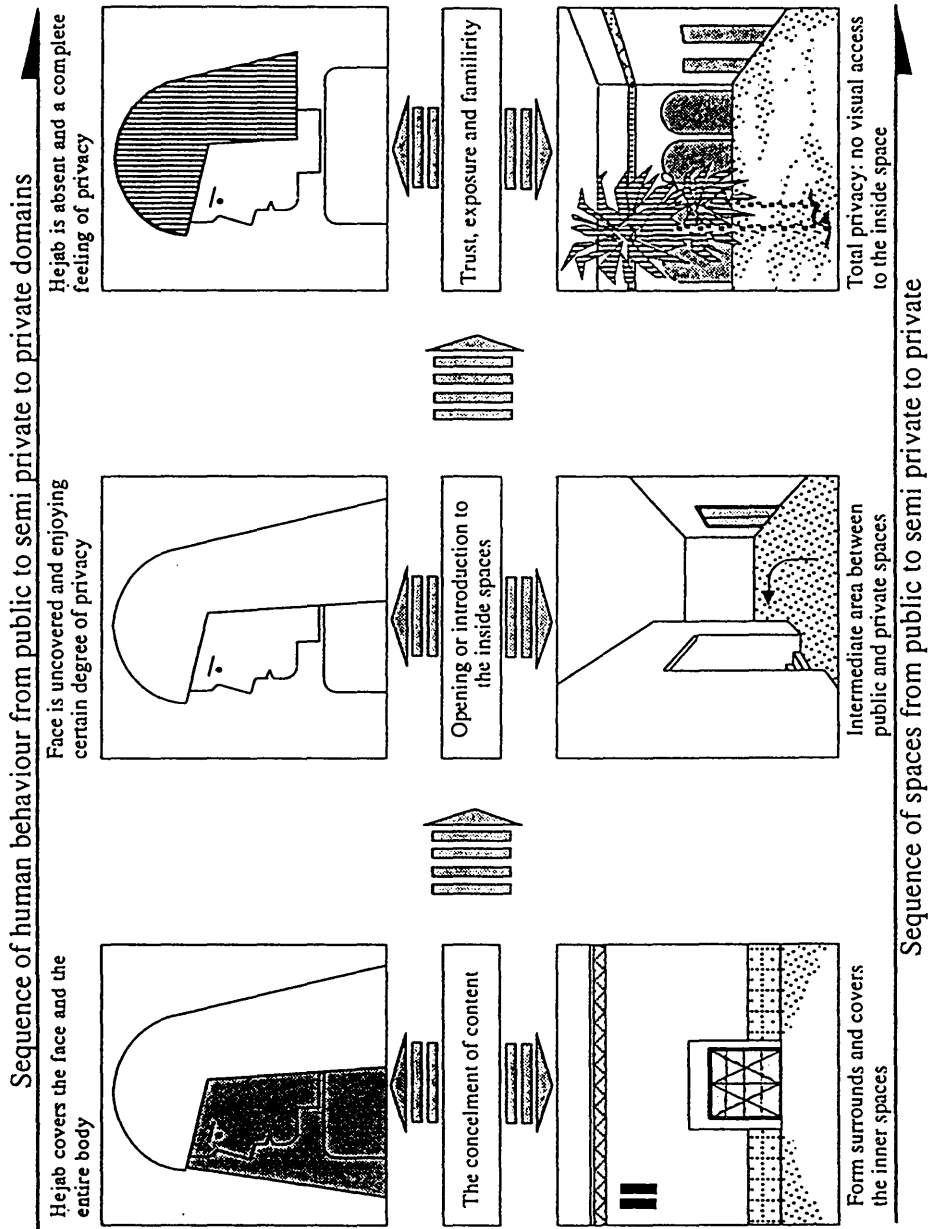 Sequence of human behaviour from public to semi private to private domains
Hejab covers the face and the
entire body
Face is uncovered and enjoying
certain degree of privacy
Hejab is absent and a complete
feeling of privacy
The concelment of content
Opening or introduction to
the inside spaces
Trust, exposure and familirity
Form surrounds and covers
the inner spaces
Intermediate area between
public and private spaces
Total privacy: no visual access
to the inside space
Sequence of spaces from public to semi private to private